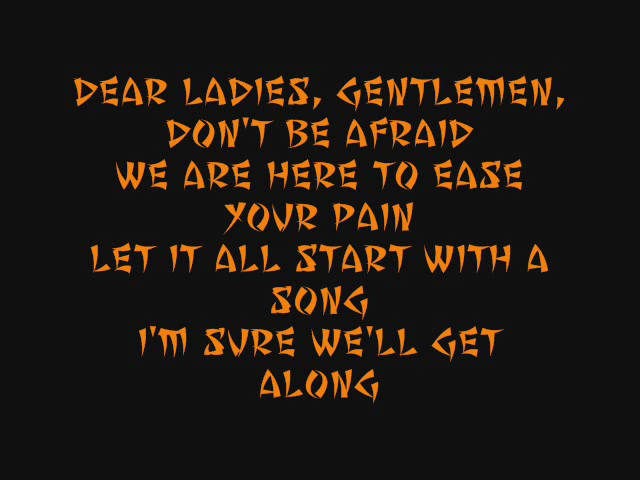 DEAR LADIES, GENTLEMEN,
DON'T BE AFRAID
WE ARE HERE TO EASE
YOUR PAIN
LET IT ALL START WITH A
SONG
I'M SURE WE'LL GET
ALONG